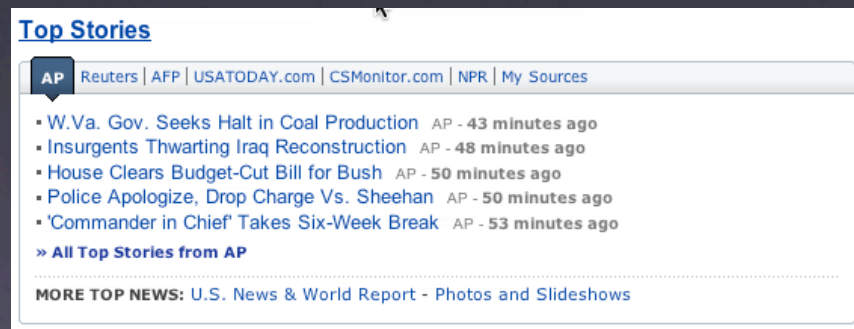 Top Stories
AP Reuters | AFP | USATODAY.com | CSMonitor.com | NPR | My Sources
▪ W.Va. Gov. Seeks Halt in Coal Production AP - 43 minutes ago
▪ Insurgents Thwarting Iraq Reconstruction AP - 48 minutes ago
▪ House Clears Budget-Cut Bill for Bush AP - 50 minutes ago
▪ Police Apologize, Drop Charge Vs. Sheehan AP - 50 minutes ago
▪ 'Commander in Chief' Takes Six-Week Break AP - 53 minutes ago
» All Top Stories from AP
MORE TOP NEWS: U.S. News & World Report - Photos and Slideshows